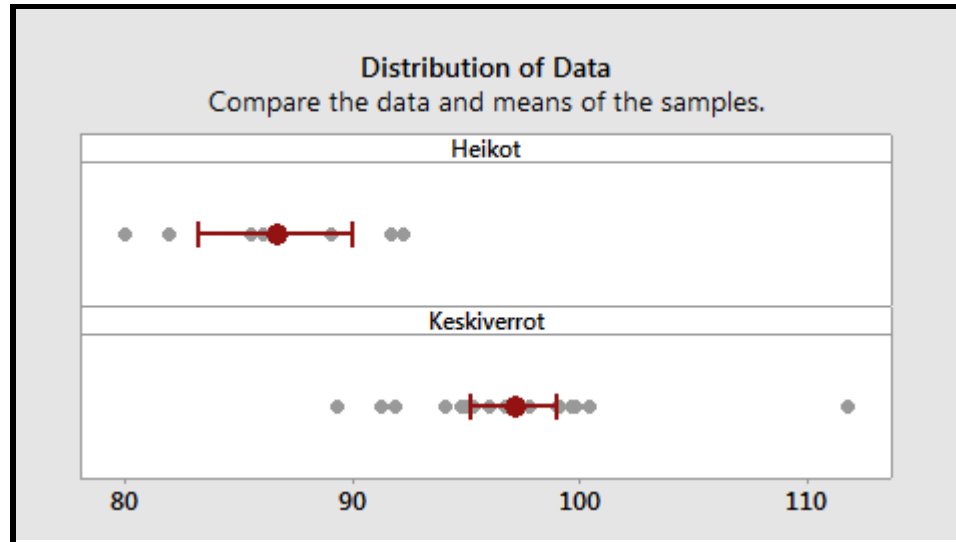 Distribution of Data
Compare the data and means of the samples.
Heikot
Keskiverrot
80 90 100 110